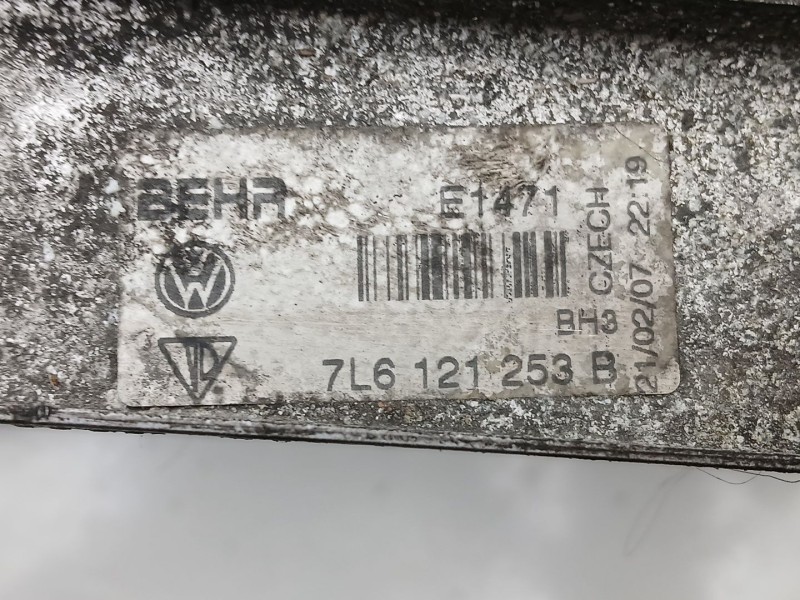 BEHR
E1471
BH3
7L6 121 253 B
CZECH
21/02/07 22:19